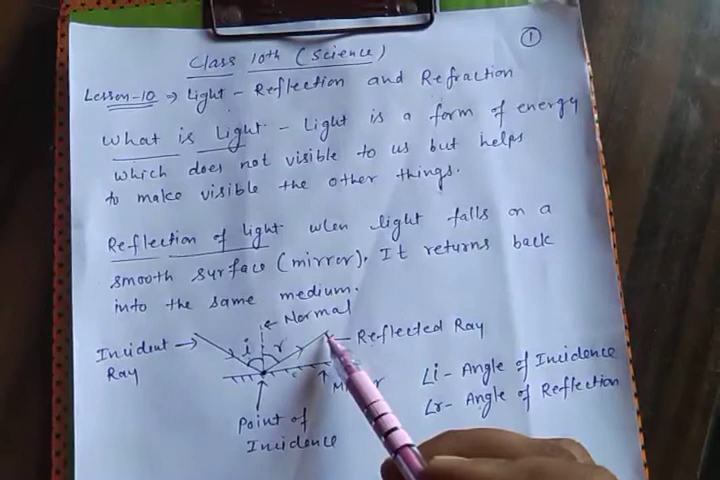 1
Class 10th (Science)
Lesson-10 → Light - Reflection and Refraction
What is Light - Light is a form of energy
which does not visible to us but helps
to make visible the other things.
Reflection of Light when light falls on a
smooth surface (mirror). It returns back
into the same medium.
← Normal
Incident →
Ray
i r
Reflected Ray
Point of
Incidence
∠i - Angle of Incidence
∠r - Angle of Reflection